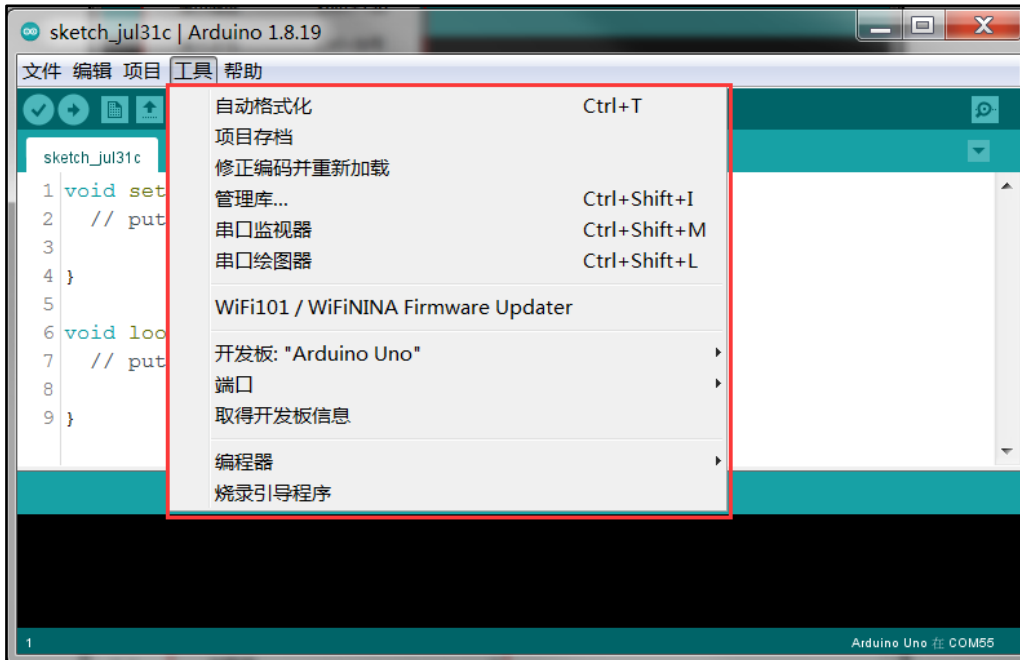 sketch_jul31c | Arduino 1.8.19
文件 编辑 项目 工具 帮助
自动格式化 Ctrl+T
项目存档
修正编码并重新加载
管理库... Ctrl+Shift+I
串口监视器 Ctrl+Shift+M
串口绘图器 Ctrl+Shift+L
WiFi101 / WiFiNINA Firmware Updater
开发板: "Arduino Uno"
端口
取得开发板信息
编程器
烧录引导程序
sketch_jul31c
1 void set
2 // put
3
4 }
5
6 void loo
7 // put
8
9 }
1 Arduino Uno 在 COM55